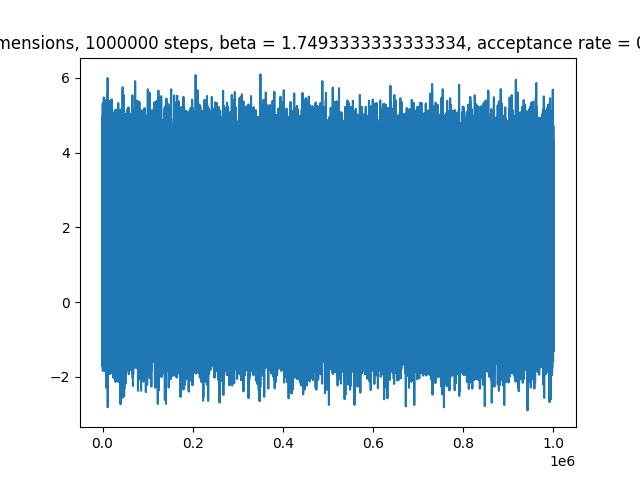 mensions, 1000000 steps, beta = 1.7493333333333334, acceptance rate = 0
6
4
2
0
−2
0.0 0.2 0.4 0.6 0.8 1.0
1e6